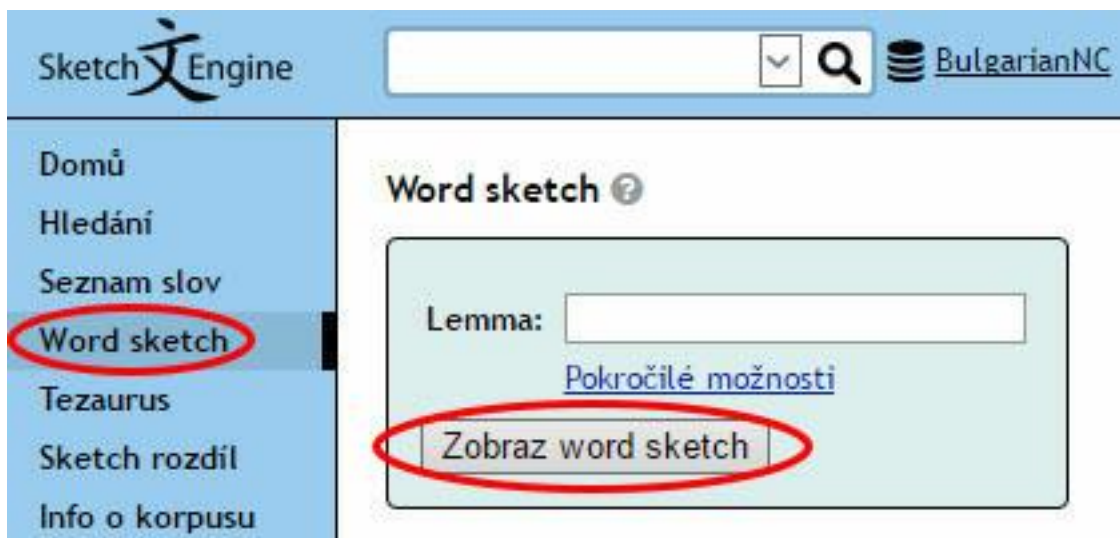 Sketch文Engine
BulgarianNC
Domů
Hledání
Seznam slov
Word sketch
Tezaurus
Sketch rozdíl
Info o korpusu
Word sketch ?
Lemma:
Pokročilé možnosti
Zobraz word sketch